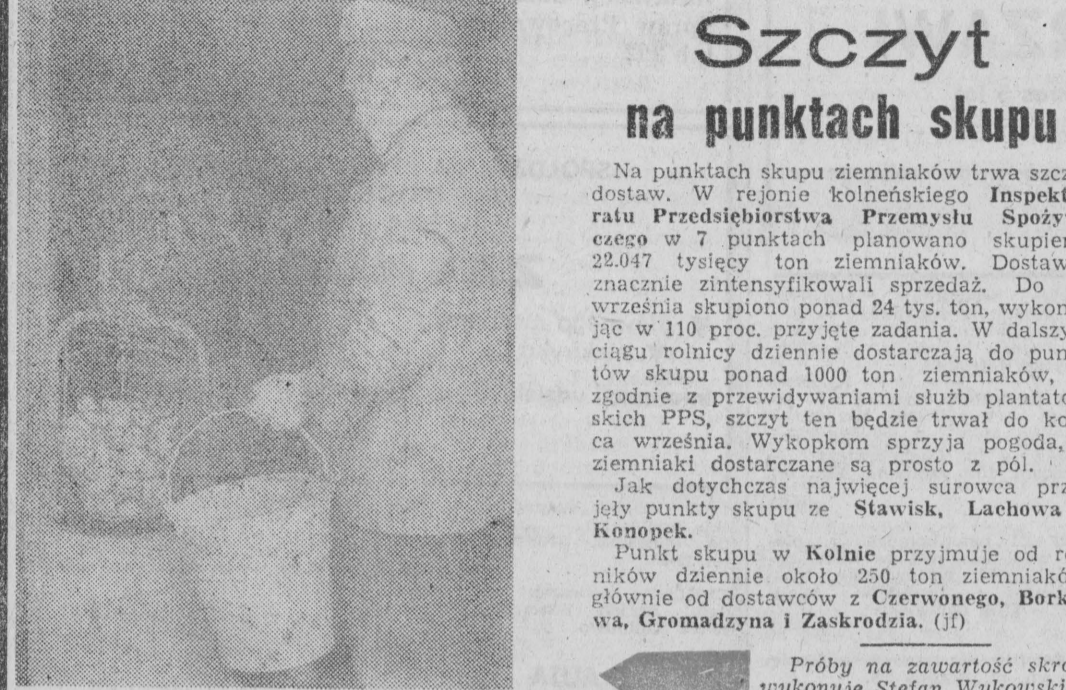 Szczyt
na punktach skupu
Na punktach skupu ziemniaków trwa szcz
dostaw. W rejonie kolneńskiego Inspekt
ratu Przedsiębiorstwa Przemysłu Spoży
czego w 7 punktach planowano skupie
22.047 tysięcy ton ziemniaków. Dostaw
znacznie zintensyfikowali sprzedaż. Do
września skupiono ponad 24 tys. ton, wykon
jąc w 110 proc. przyjęte zadania. W dalszy
ciągu rolnicy dziennie dostarczają do pun
tów skupu ponad 1000 ton ziemniaków,
zgodnie z przewidywaniami służb plantato
skich PPS, szczyt ten będzie trwał do ko
ca września. Wykopkom sprzyja pogoda,
ziemniaki dostarczane są prosto z pól.
Jak dotychczas najwięcej surowca prz
jęły punkty skupu ze Stawisk, Lachowa
Konopek.
Punkt skupu w Kolnie przyjmuje od r
ników dziennie około 250 ton ziemniakó
głównie od dostawców z Czerwonego, Bork
wa, Gromadzyna i Zaskrodzia. (jf)
Próby na zawartość skro
wykonuje Stefan Wykowski